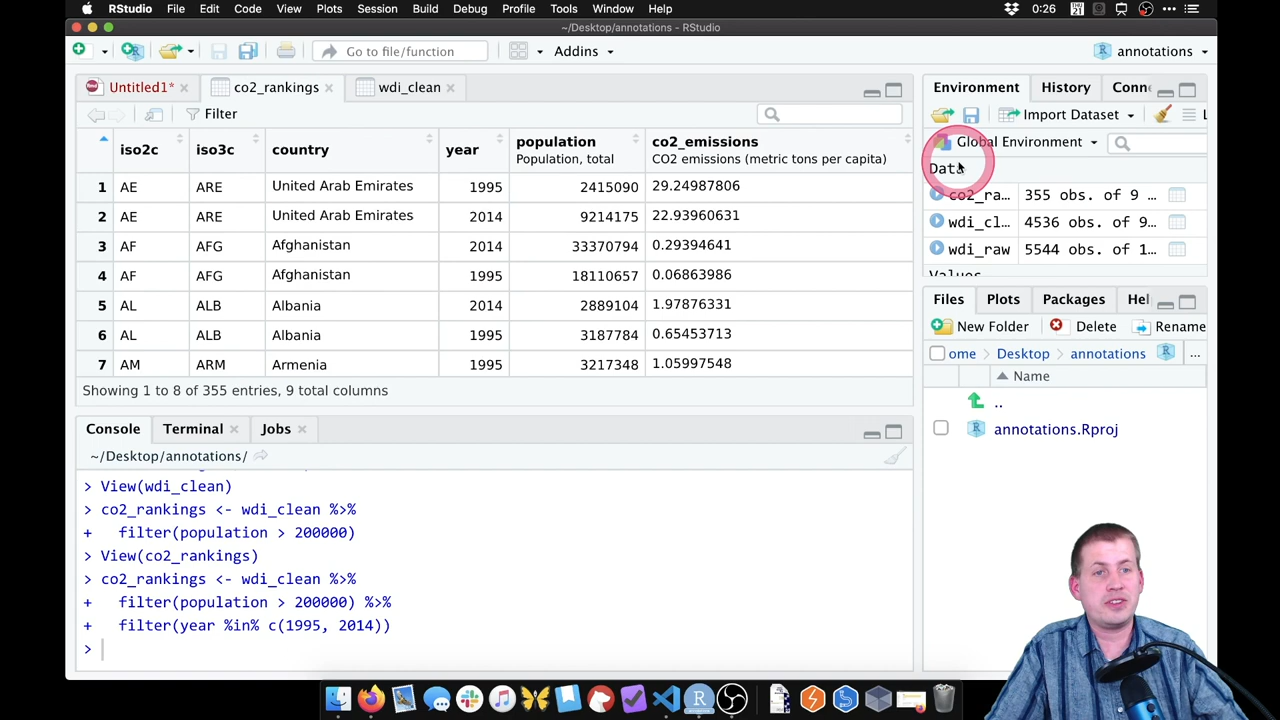 RStudio File Edit Code View Plots Session Build Debug Profile Tools Window Help 0:26 THU 21
~/Desktop/annotations - RStudio
Go to file/function Addins annotations
Untitled1* co2_rankings wdi_clean
Filter
iso2c iso3c country year population Population, total co2_emissions CO2 emissions (metric tons per capita)
1 AE ARE United Arab Emirates 1995 2415090 29.24987806
2 AE ARE United Arab Emirates 2014 9214175 22.93960631
3 AF AFG Afghanistan 2014 33370794 0.29394641
4 AF AFG Afghanistan 1995 18110657 0.06863986
5 AL ALB Albania 2014 2889104 1.97876331
6 AL ALB Albania 1995 3187784 0.65453713
7 AM ARM Armenia 1995 3217348 1.05997548
Showing 1 to 8 of 355 entries, 9 total columns
Console Terminal Jobs
~/Desktop/annotations/
> View(wdi_clean)
> co2_rankings <- wdi_clean %>%
+ filter(population > 200000)
> View(co2_rankings)
> co2_rankings <- wdi_clean %>%
+ filter(population > 200000) %>%
+ filter(year %in% c(1995, 2014))
>
Environment History Conn
Import Dataset L
Global Environment
Data
co2_ra… 355 obs. of 9 …
wdi_cl… 4536 obs. of 9…
wdi_raw 5544 obs. of 1…
Values
Files Plots Packages Hel
New Folder Delete Rename
ome Desktop annotations ...
Name
..
annotations.Rproj